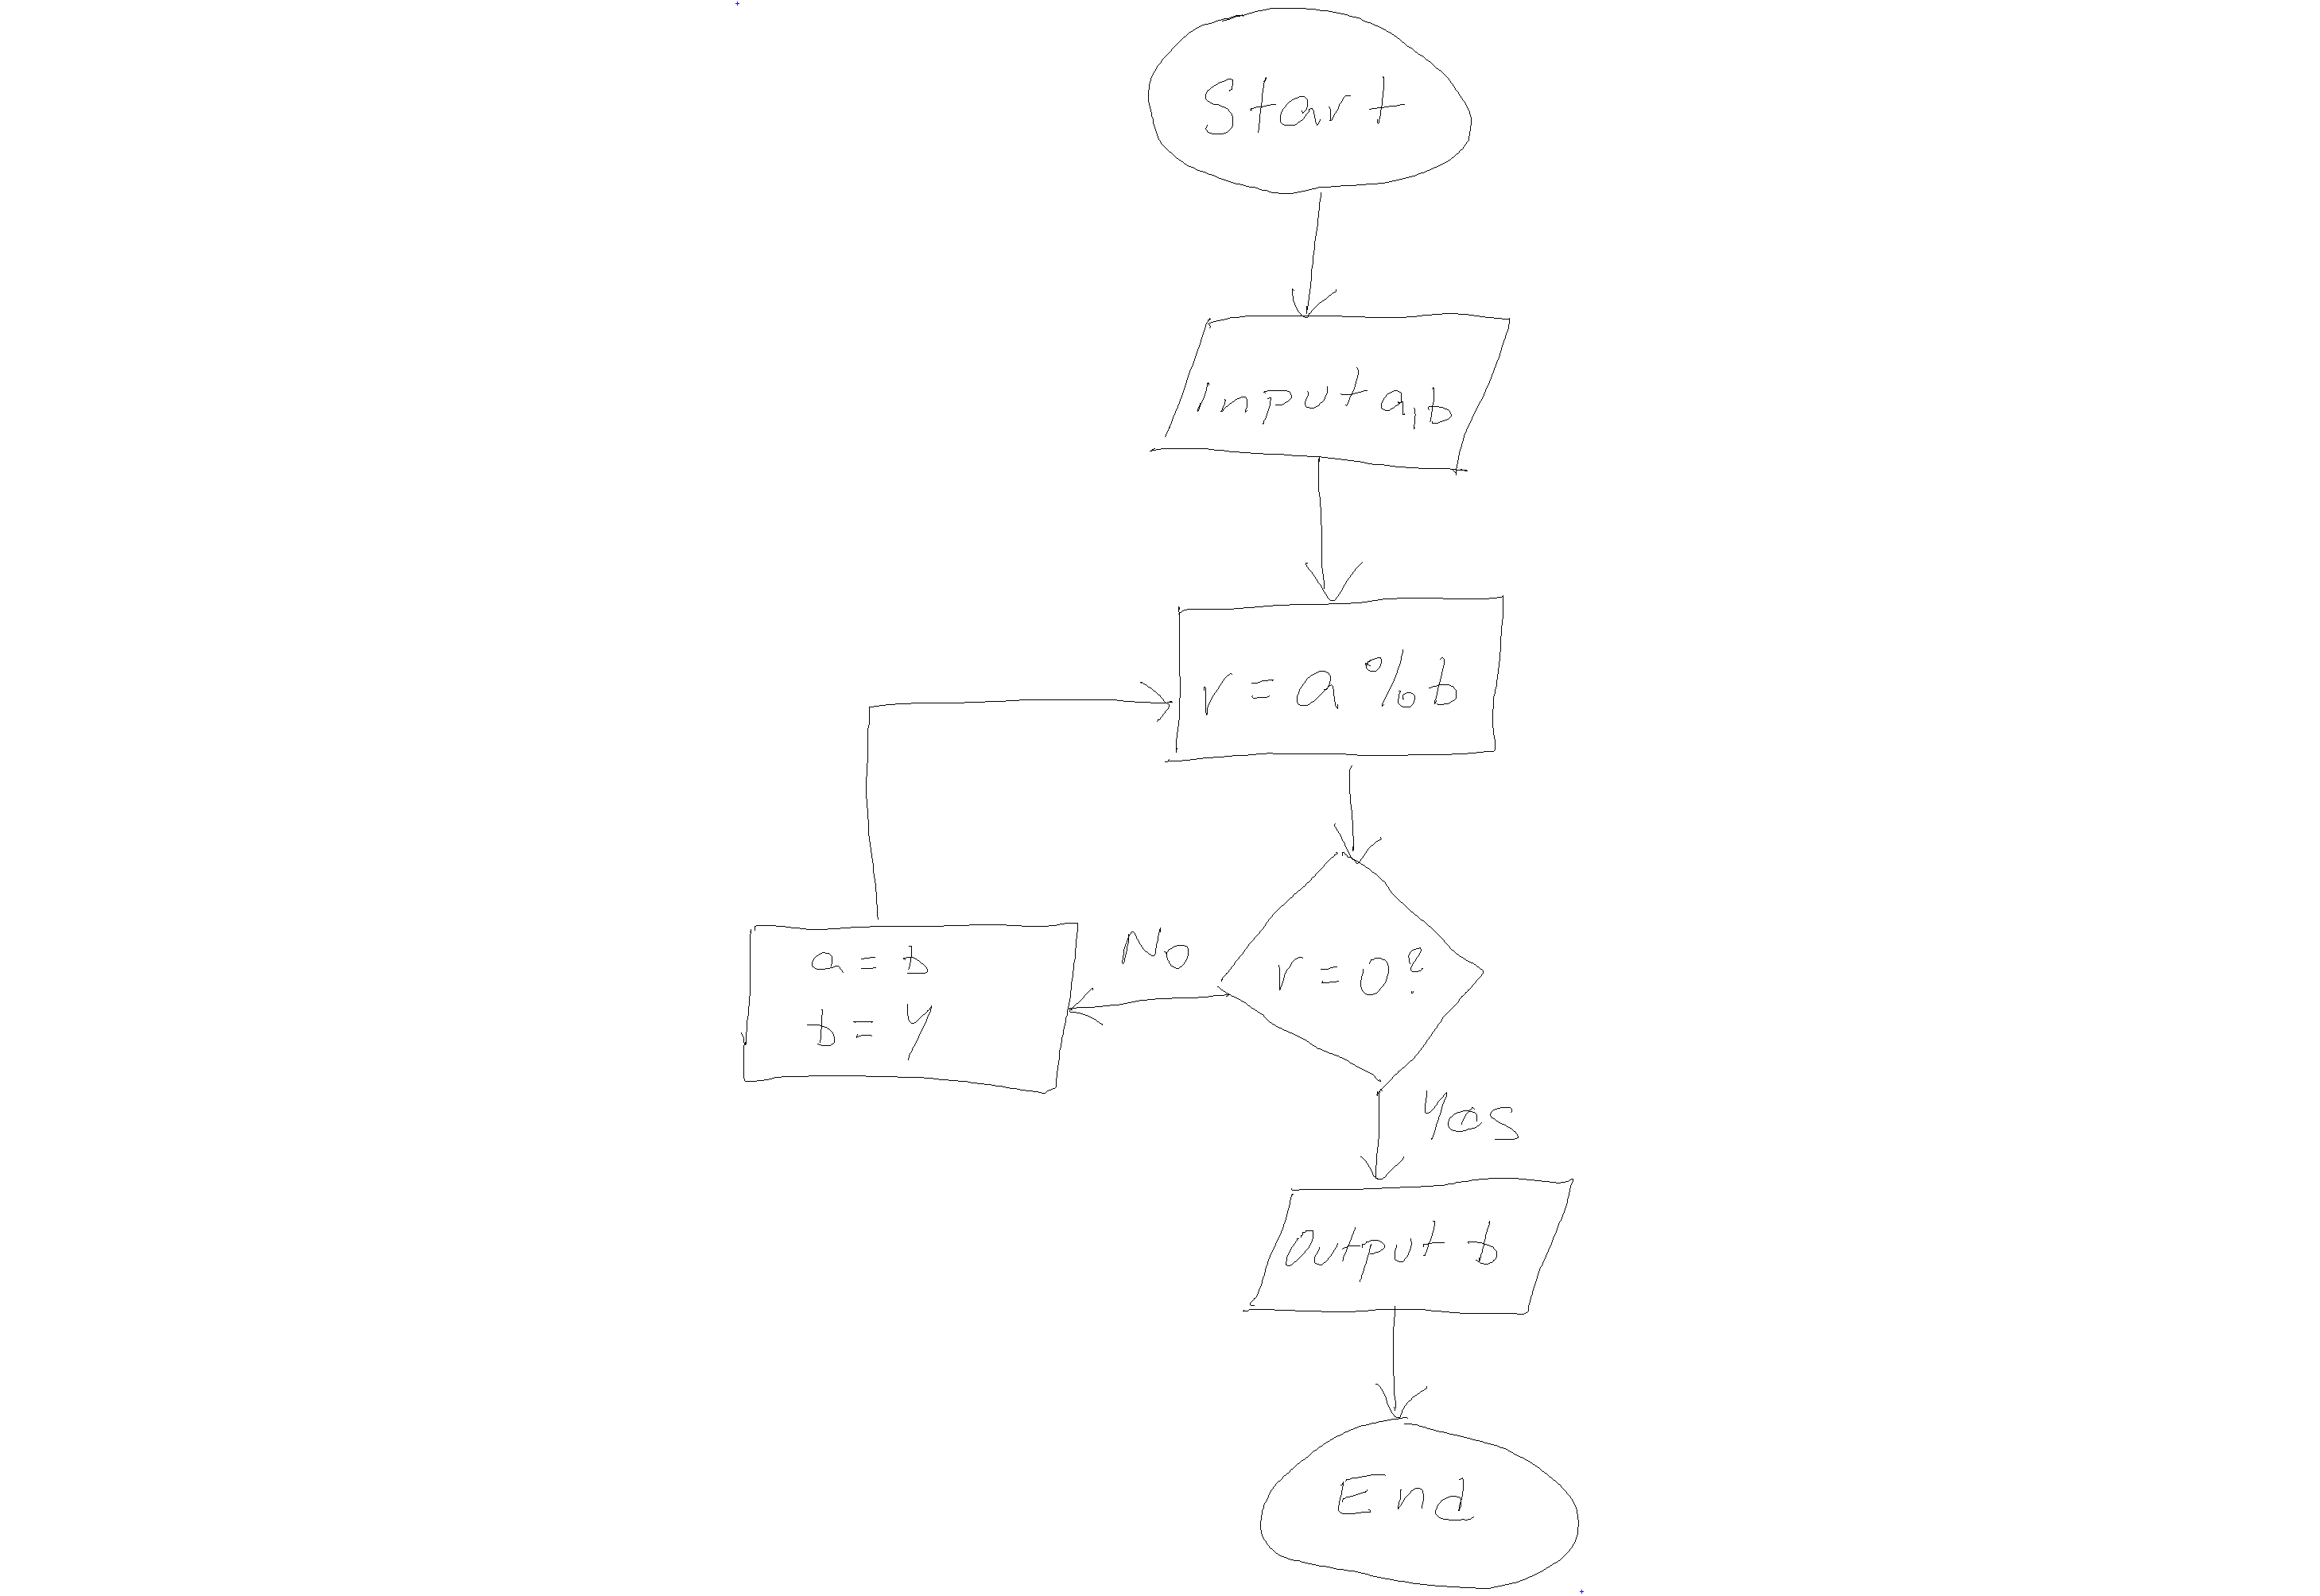 Start
Input a,b
r = a % b
r = 0?
No
a = b
b = y
Yes
Output b
End